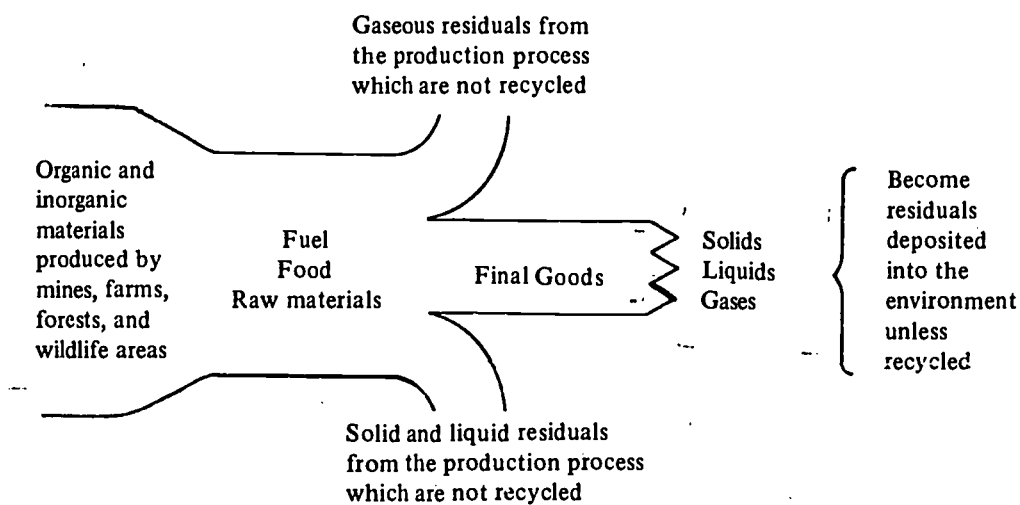 Gaseous residuals from
the production process
which are not recycled
Organic and
inorganic
materials
produced by
mines, farms,
forests, and
wildlife areas
Fuel
Food
Raw materials
Final Goods
Solids
Liquids
Gases
Become
residuals
deposited
into the
environment
unless
recycled
Solid and liquid residuals
from the production process
which are not recycled